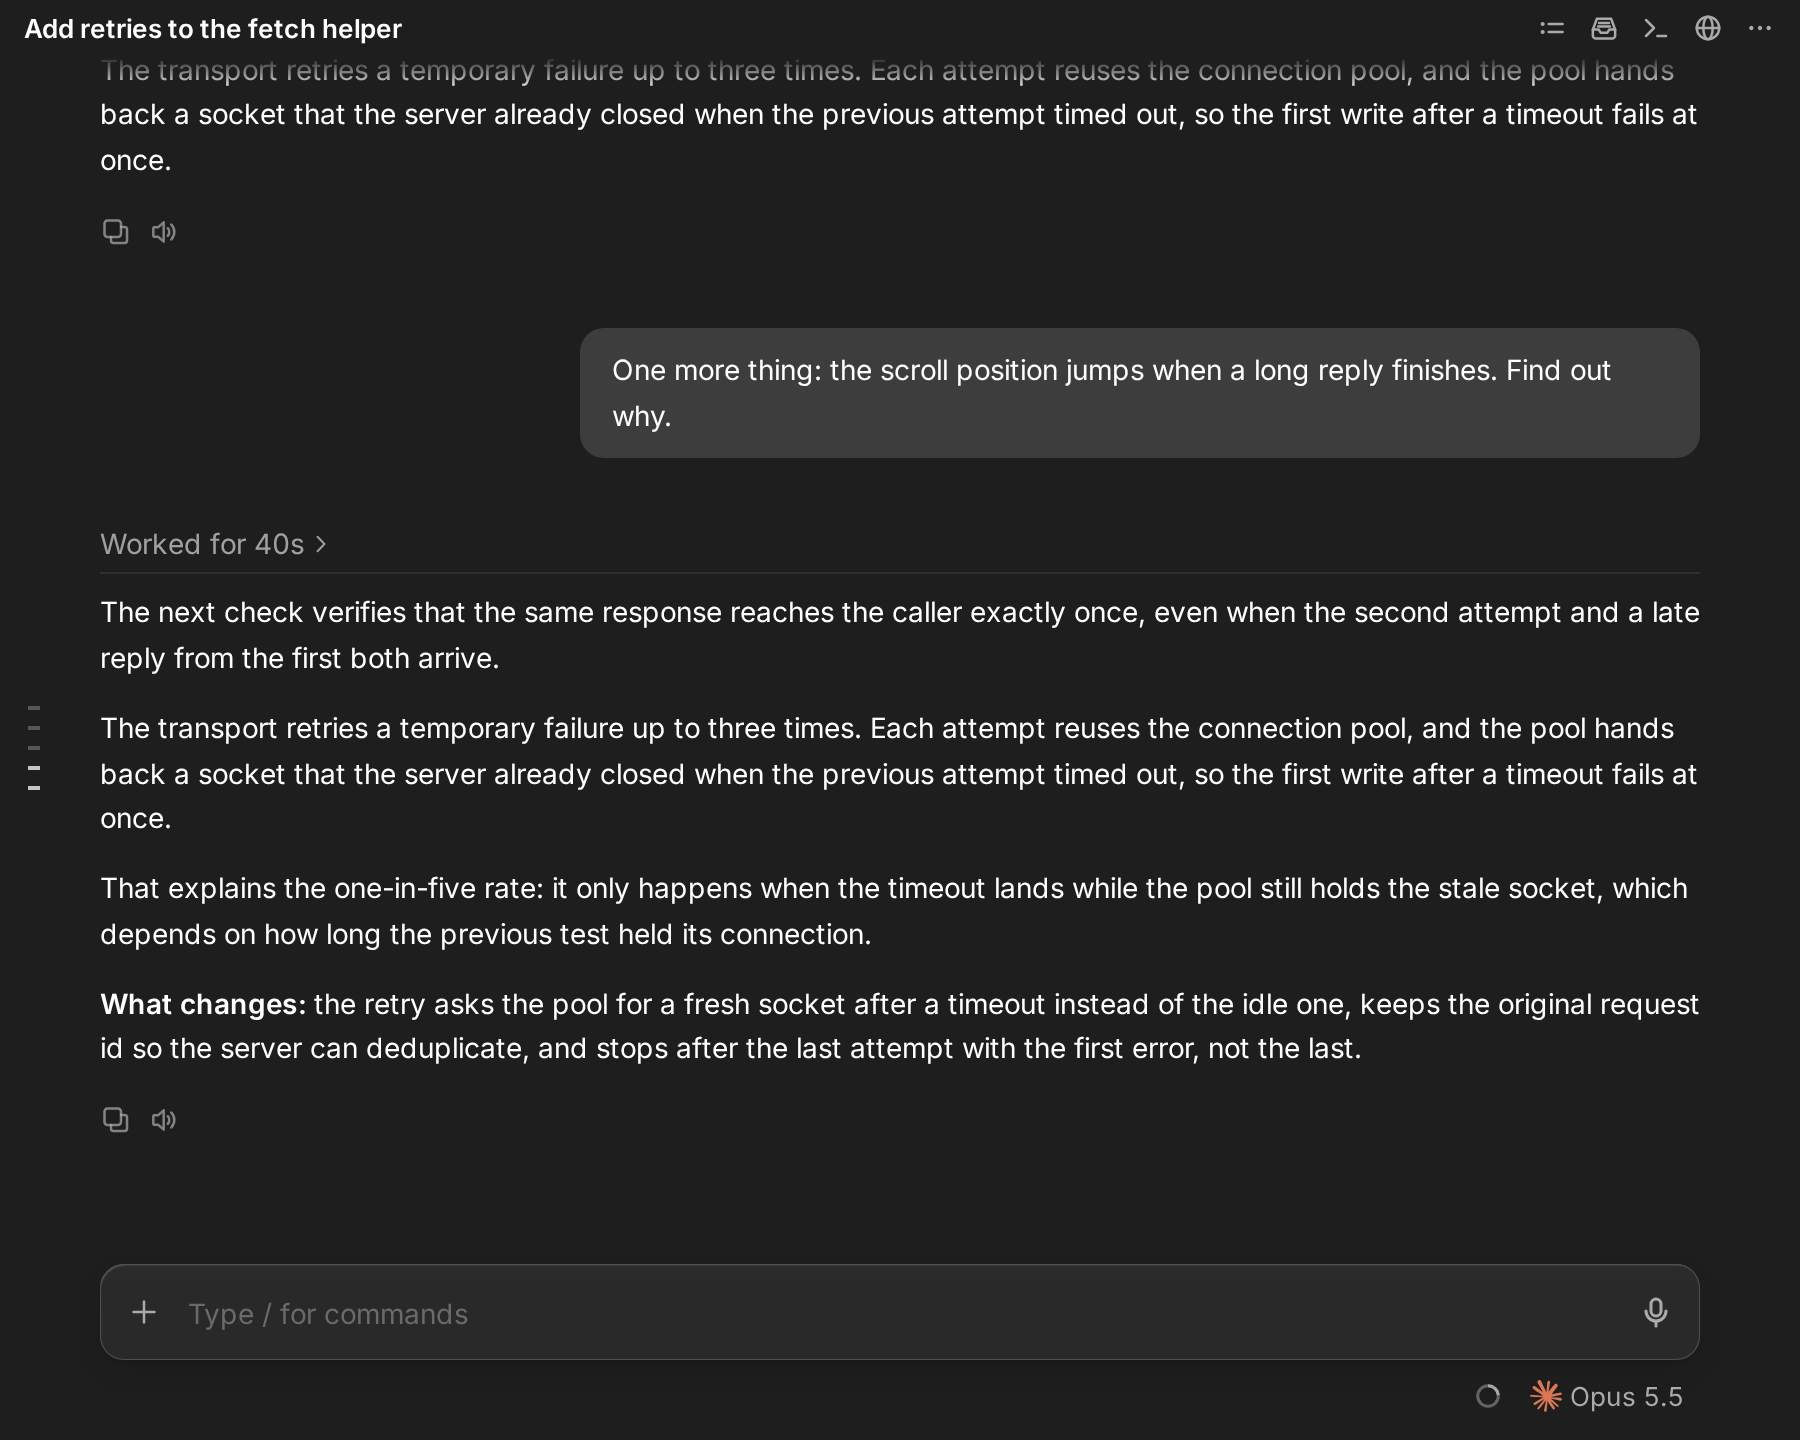 Add retries to the fetch helper
The transport retries a temporary failure up to three times. Each attempt reuses the connection pool, and the pool hands
back a socket that the server already closed when the previous attempt timed out, so the first write after a timeout fails at
once.
One more thing: the scroll position jumps when a long reply finishes. Find out
why.
Worked for 40s
The next check verifies that the same response reaches the caller exactly once, even when the second attempt and a late
reply from the first both arrive.
The transport retries a temporary failure up to three times. Each attempt reuses the connection pool, and the pool hands
back a socket that the server already closed when the previous attempt timed out, so the first write after a timeout fails at
once.
That explains the one-in-five rate: it only happens when the timeout lands while the pool still holds the stale socket, which
depends on how long the previous test held its connection.
What changes: the retry asks the pool for a fresh socket after a timeout instead of the idle one, keeps the original request
id so the server can deduplicate, and stops after the last attempt with the first error, not the last.
Type / for commands
Opus 5.5